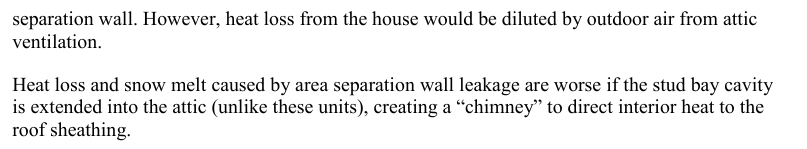 separation wall. However, heat loss from the house would be diluted by outdoor air from attic
ventilation.
Heat loss and snow melt caused by area separation wall leakage are worse if the stud bay cavity
is extended into the attic (unlike these units), creating a “chimney” to direct interior heat to the
roof sheathing.